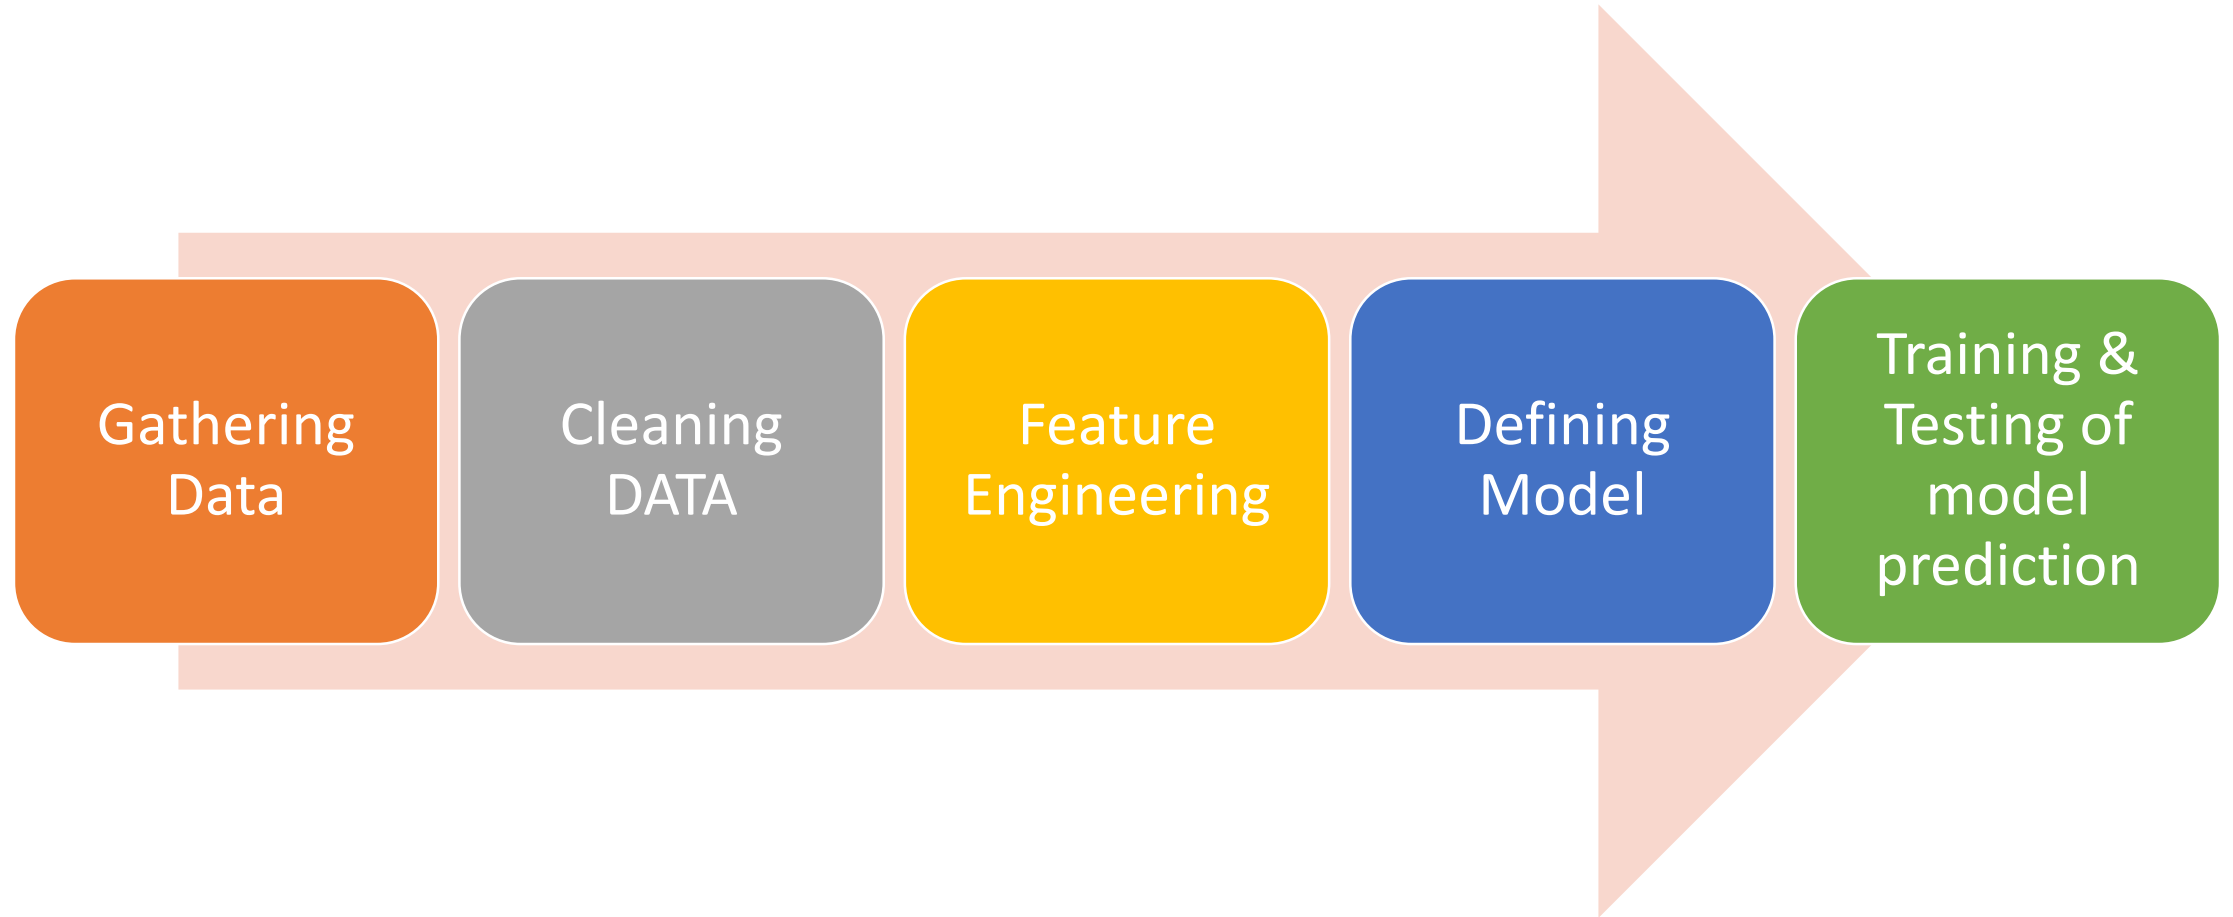 Gathering
Data
Cleaning
DATA
Feature
Engineering
Defining
Model
Training &
Testing of
model
prediction